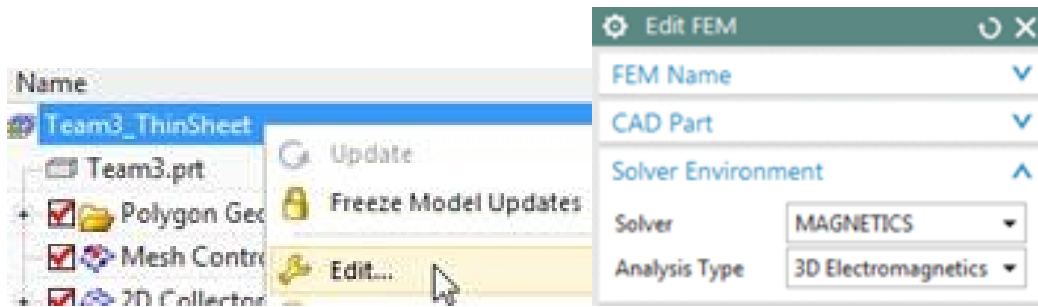 Name
Team3_ThinSheet
Team3.prt
Polygon Geo
Mesh Contro
2D Collector
Update
Freeze Model Updates
Edit...
Edit FEM
FEM Name
CAD Part
Solver Environment
Solver MAGNETICS
Analysis Type 3D Electromagnetics